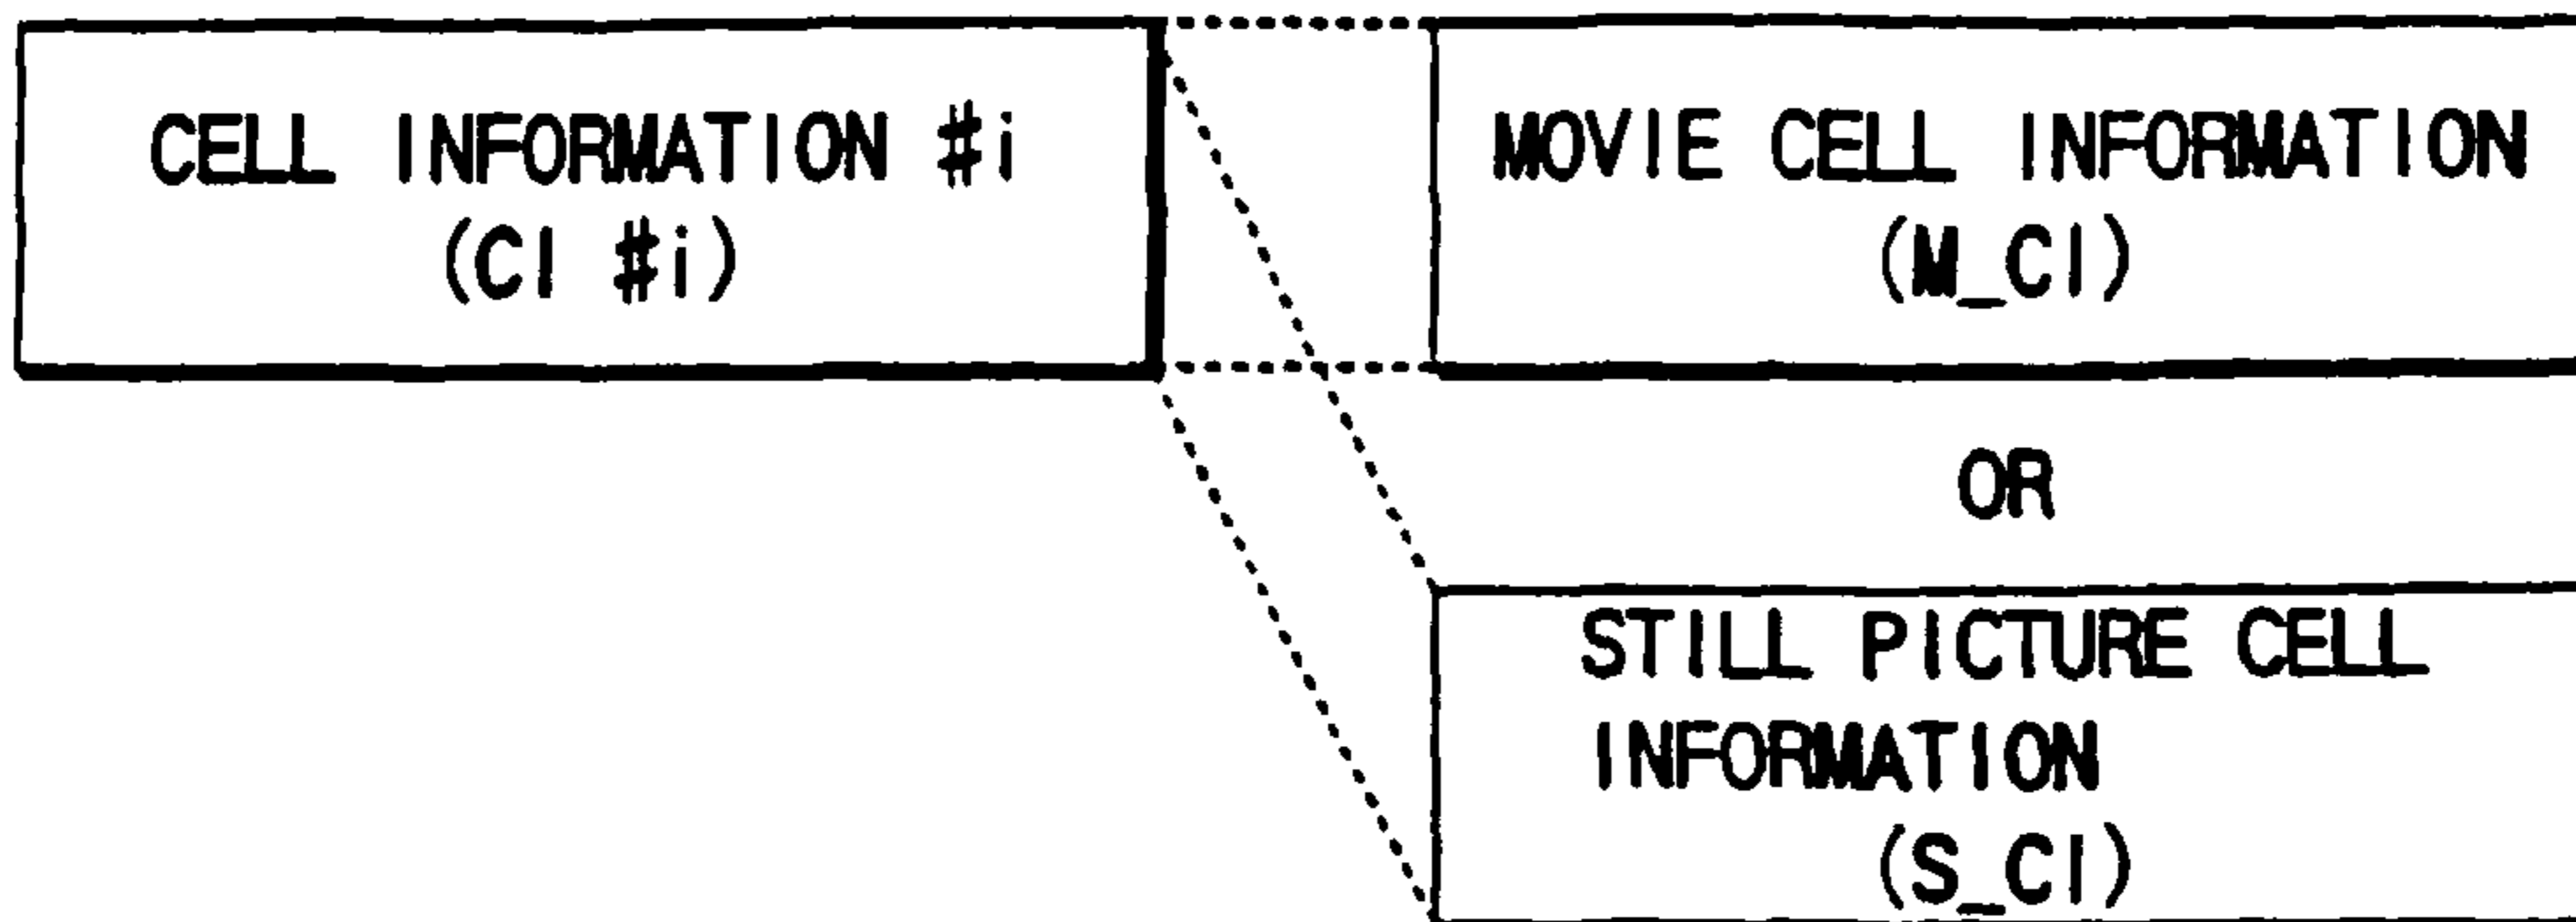 CELL INFORMATION #i
(CI #i)
MOVIE CELL INFORMATION
(M_CI)
OR
STILL PICTURE CELL
INFORMATION
(S_CI)